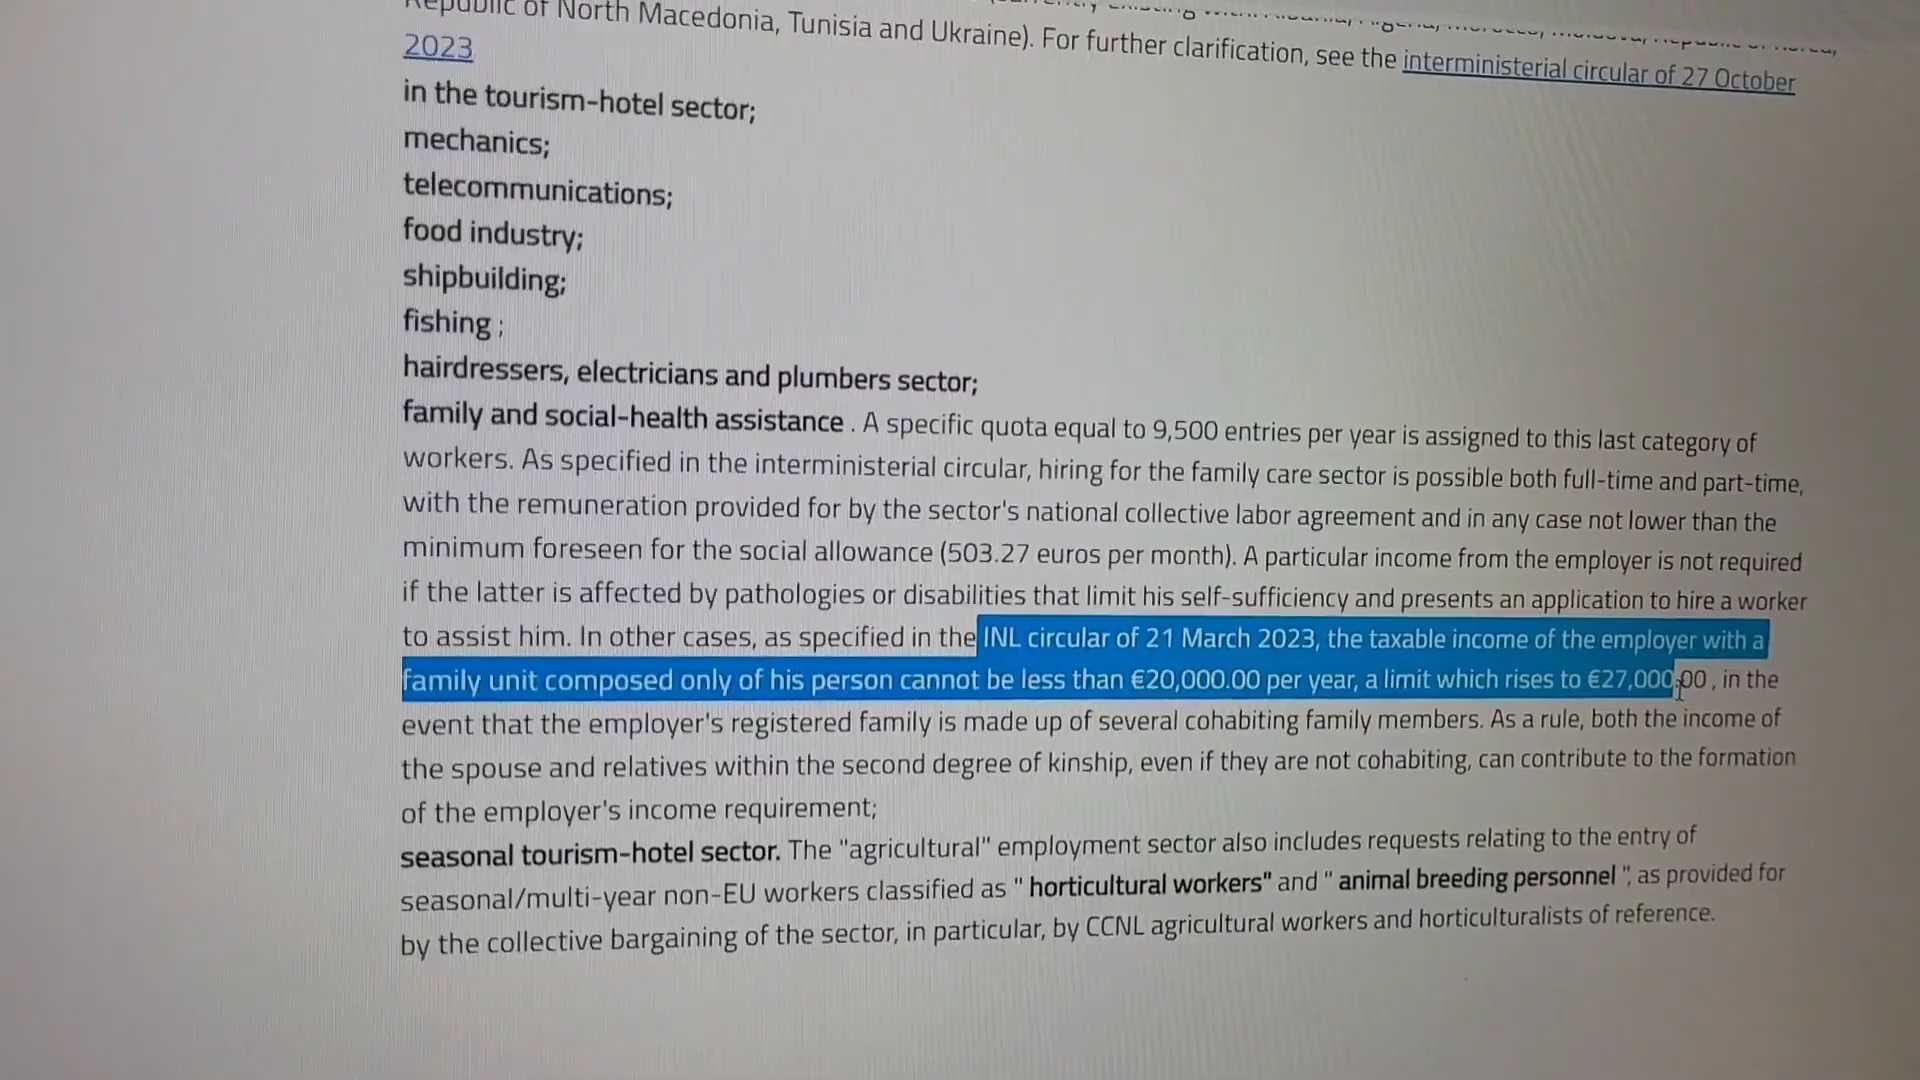 Republic of North Macedonia, Tunisia and Ukraine). For further clarification, see the interministerial circular of 27 October
2023
in the tourism-hotel sector;
mechanics;
telecommunications;
food industry;
shipbuilding;
fishing ;
hairdressers, electricians and plumbers sector;
family and social-health assistance . A specific quota equal to 9,500 entries per year is assigned to this last category of
workers. As specified in the interministerial circular, hiring for the family care sector is possible both full-time and part-time,
with the remuneration provided for by the sector's national collective labor agreement and in any case not lower than the
minimum foreseen for the social allowance (503.27 euros per month). A particular income from the employer is not required
if the latter is affected by pathologies or disabilities that limit his self-sufficiency and presents an application to hire a worker
to assist him. In other cases, as specified in the INL circular of 21 March 2023, the taxable income of the employer with a
family unit composed only of his person cannot be less than €20,000.00 per year, a limit which rises to €27,000.00 , in the
event that the employer's registered family is made up of several cohabiting family members. As a rule, both the income of
the spouse and relatives within the second degree of kinship, even if they are not cohabiting, can contribute to the formation
of the employer's income requirement;
seasonal tourism-hotel sector. The "agricultural" employment sector also includes requests relating to the entry of
seasonal/multi-year non-EU workers classified as " horticultural workers" and " animal breeding personnel ", as provided for
by the collective bargaining of the sector, in particular, by CCNL agricultural workers and horticulturalists of reference.